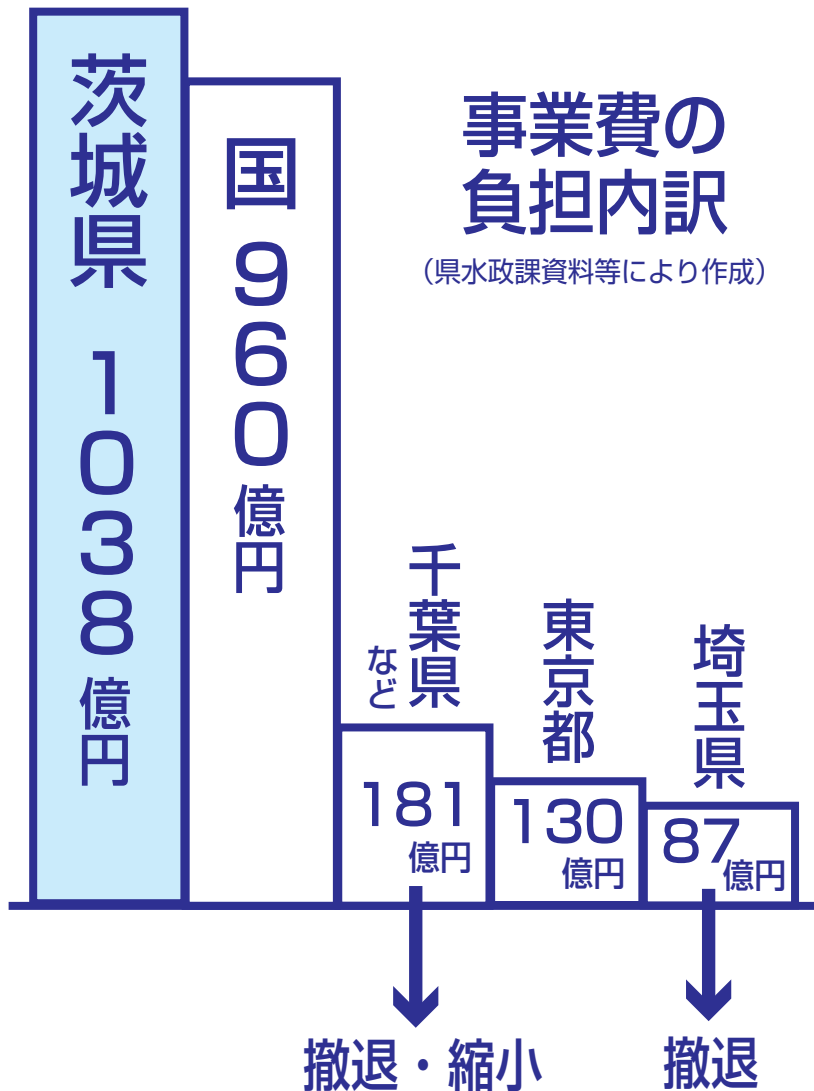 事業費の
負担内訳
（県水政課資料等により作成）
茨城県 1038億円
国 960億円
千葉県
など
181
億円
東京都
130
億円
埼玉県
87億円
撤退・縮小
撤退